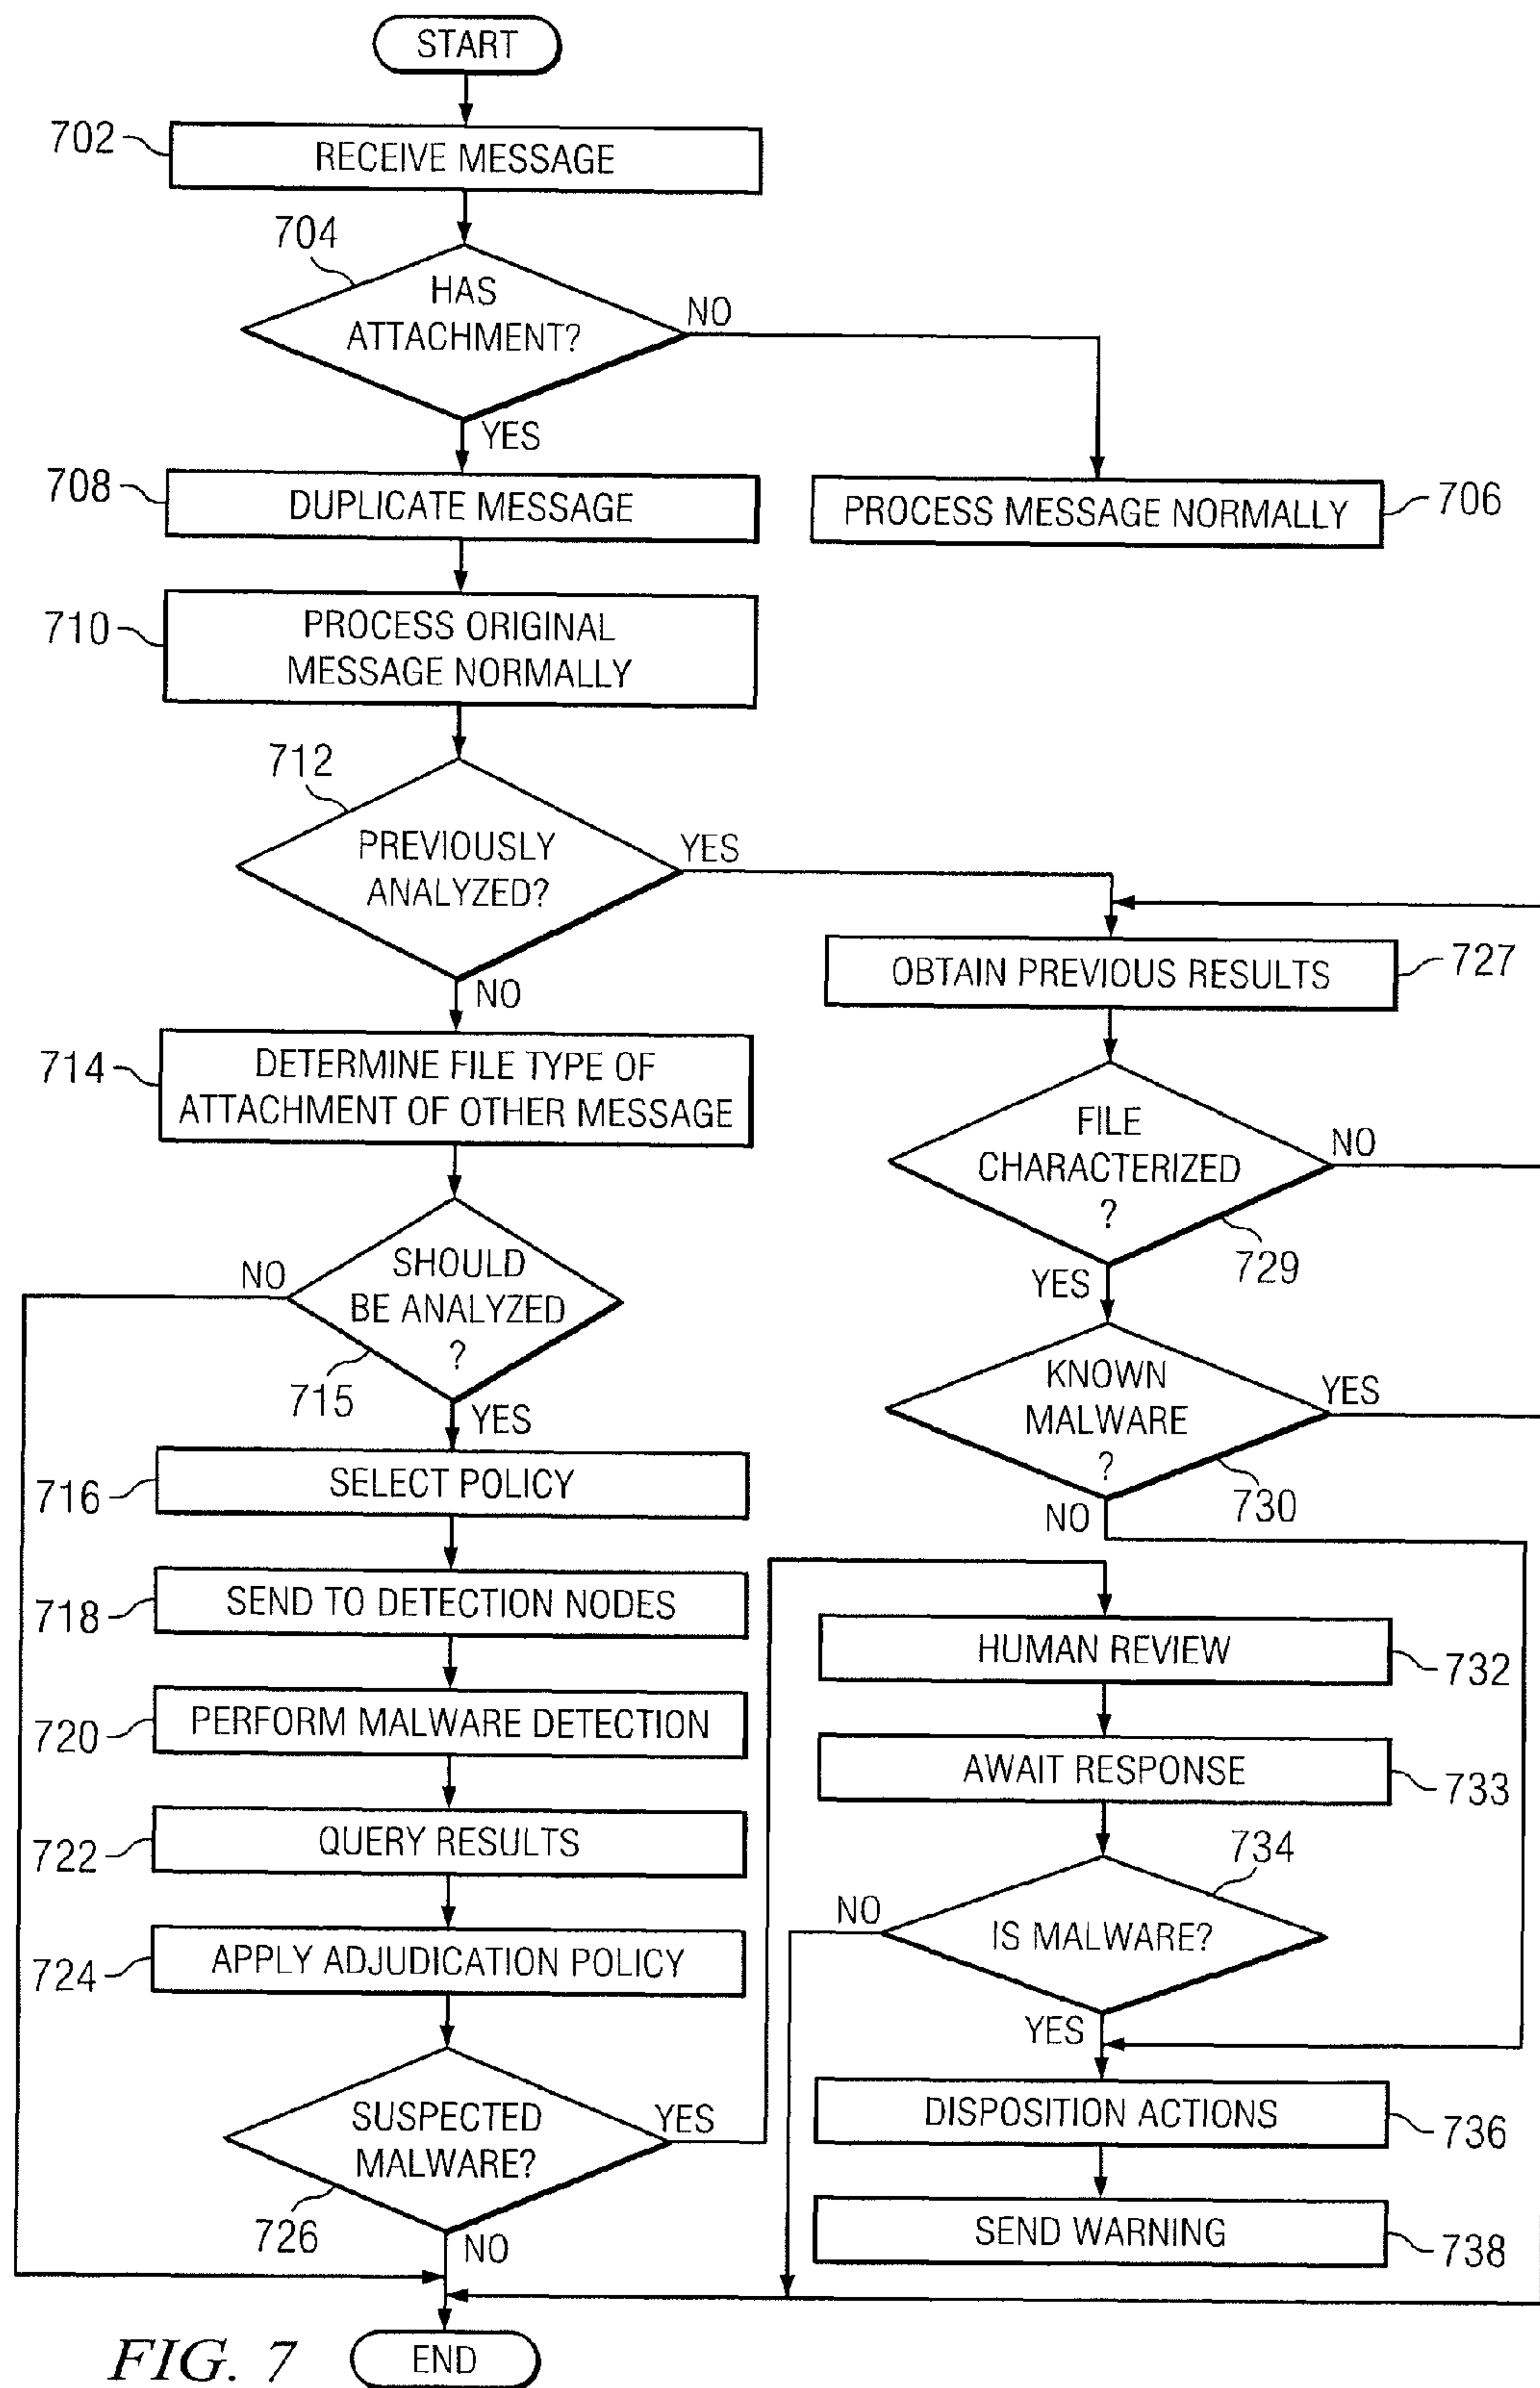 START
702
RECEIVE MESSAGE
704
HAS
ATTACHMENT?
NO
YES
708
DUPLICATE MESSAGE
PROCESS MESSAGE NORMALLY
706
710
PROCESS ORIGINAL
MESSAGE NORMALLY
712
PREVIOUSLY
ANALYZED?
YES
NO
OBTAIN PREVIOUS RESULTS
727
714
DETERMINE FILE TYPE OF
ATTACHMENT OF OTHER MESSAGE
FILE
CHARACTERIZED
?
NO
729
YES
NO
SHOULD
BE ANALYZED
?
715
YES
KNOWN
MALWARE
?
YES
730
NO
716
SELECT POLICY
718
SEND TO DETECTION NODES
HUMAN REVIEW
732
720
PERFORM MALWARE DETECTION
AWAIT RESPONSE
733
722
QUERY RESULTS
734
NO
IS MALWARE?
YES
724
APPLY ADJUDICATION POLICY
SUSPECTED
MALWARE?
YES
726
NO
DISPOSITION ACTIONS
736
SEND WARNING
738
END
FIG. 7